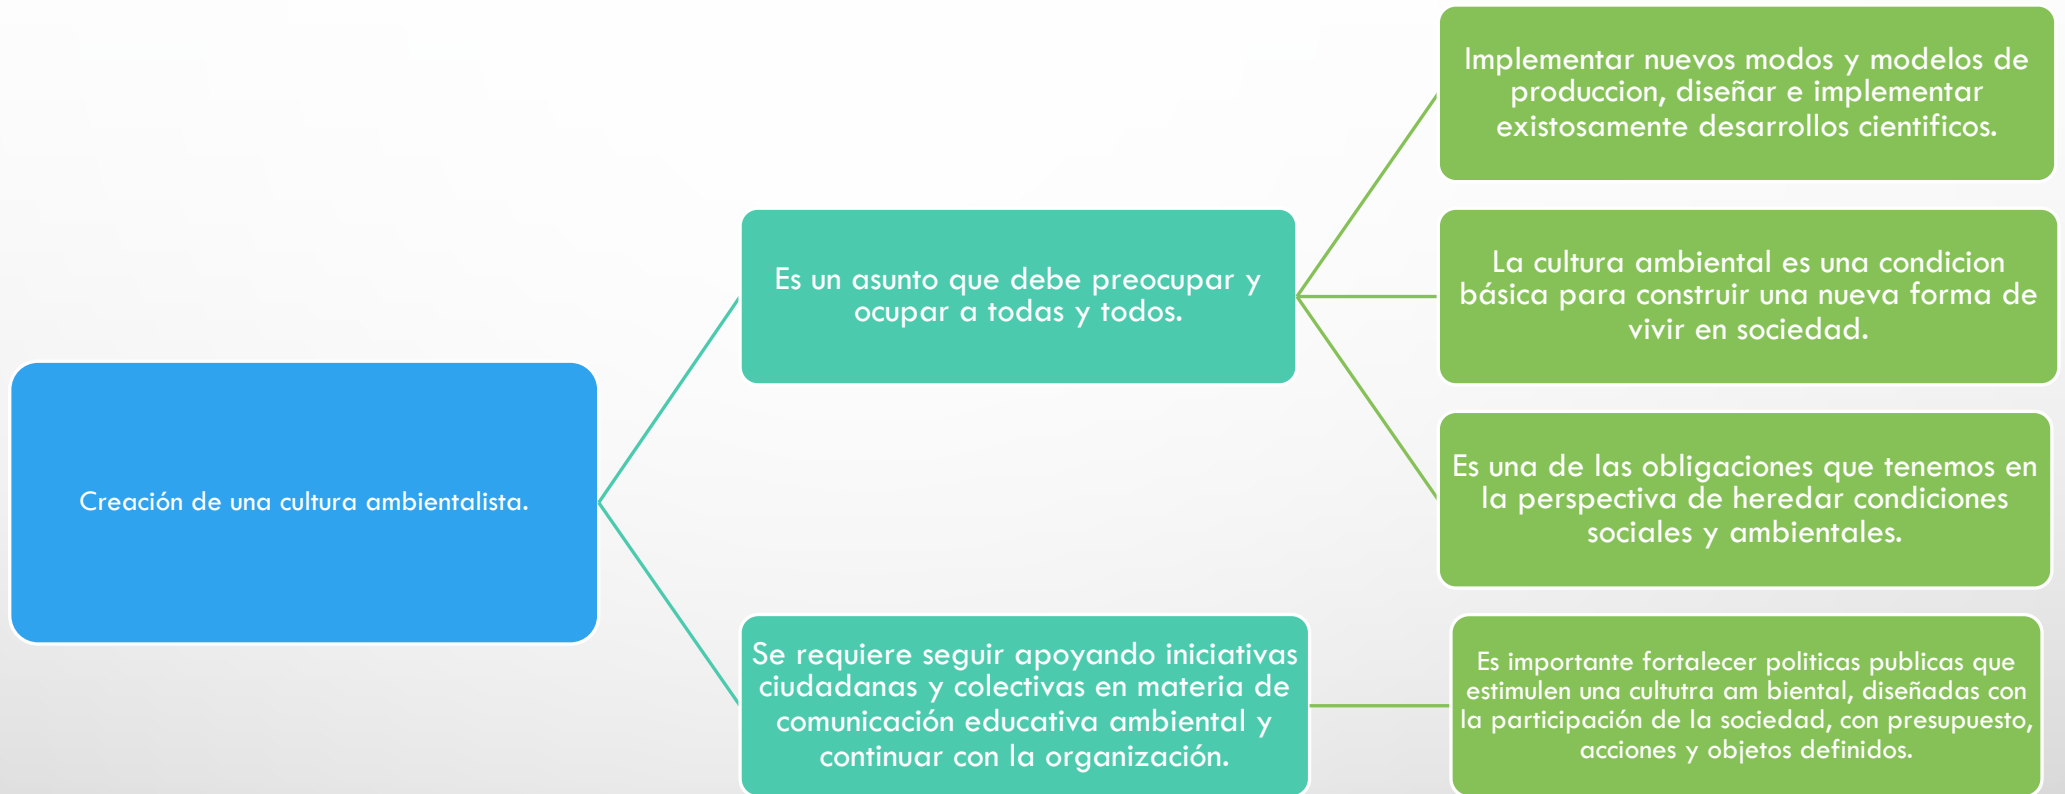 Creación de una cultura ambientalista.
Es un asunto que debe preocupar y
ocupar a todas y todos.
Implementar nuevos modos y modelos de
produccion, diseñar e implementar
existosamente desarrollos cientificos.
La cultura ambiental es una condicion
básica para construir una nueva forma de
vivir en sociedad.
Es una de las obligaciones que tenemos en
la perspectiva de heredar condiciones
sociales y ambientales.
Se requiere seguir apoyando iniciativas
ciudadanas y colectivas en materia de
comunicación educativa ambiental y
continuar con la organización.
Es importante fortalecer politicas publicas que
estimulen una cultutra am biental, diseñadas con
la participación de la sociedad, con presupuesto,
acciones y objetos definidos.